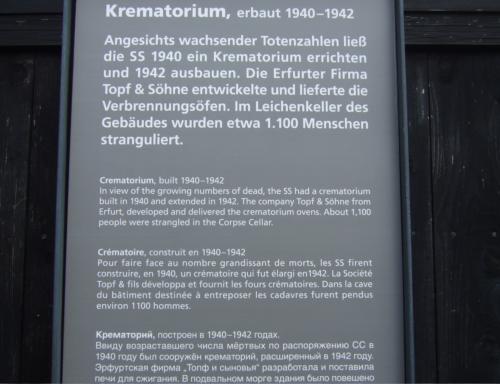 Krematorium, erbaut 1940–1942
Angesichts wachsender Totenzahlen ließ
die SS 1940 ein Krematorium errichten
und 1942 ausbauen. Die Erfurter Firma
Topf & Söhne entwickelte und lieferte die
Verbrennungsöfen. Im Leichenkeller des
Gebäudes wurden etwa 1.100 Menschen
stranguliert.
Crematorium, built 1940–1942
In view of the growing numbers of dead, the SS had a crematorium
built in 1940 and extended in 1942. The company Topf & Söhne from
Erfurt, developed and delivered the crematorium ovens. About 1,100
people were strangled in the Corpse Cellar.
Crématoire, construit en 1940–1942
Pour faire face au nombre grandissant de morts, les SS firent
construire, en 1940, un crématoire qui fut élargi en1942. La Société
Topf & fils développa et fournit les fours crématoires. Dans la cave
du bâtiment destinée à entreposer les cadavres furent pendus
environ 1100 hommes.
Крематорий, построен в 1940–1942 годах.
Ввиду возраставшего числа мёртвых по распоряжению СС в
1940 году был сооружён крематорий, расширенный в 1942 году.
Эрфуртская фирма „Топф и сыновья“ разработала и поставила
печи для сжигания. В подвальном морге здания было повешено